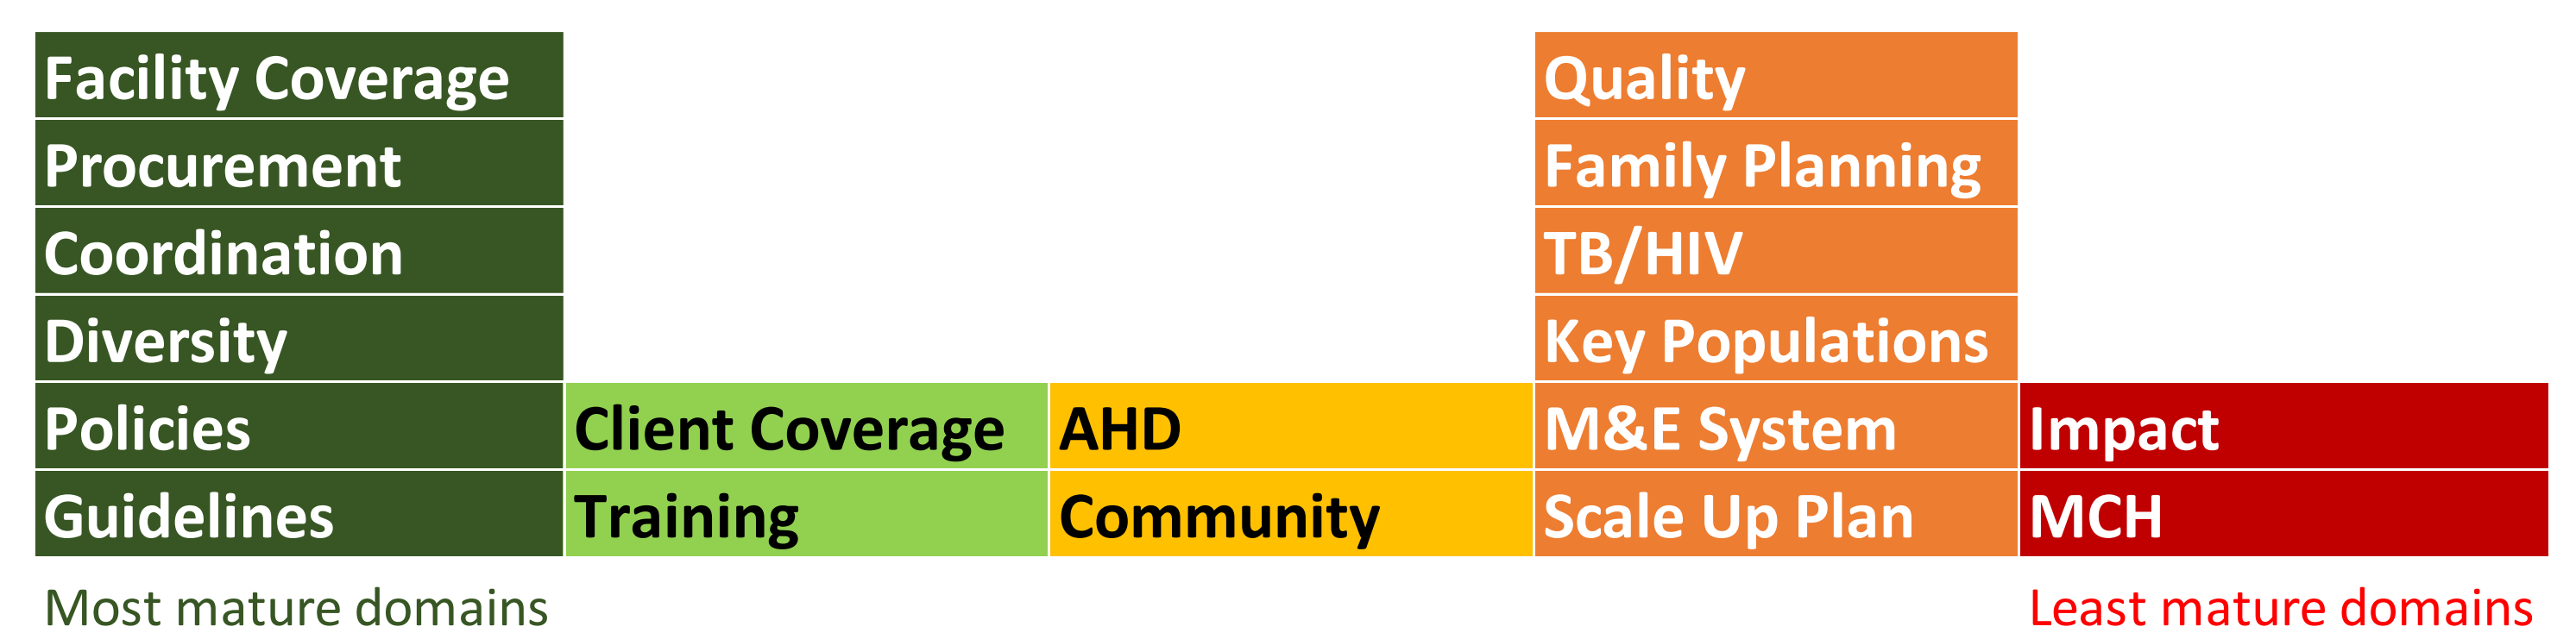 Facility Coverage
Procurement
Coordination
Diversity
Policies
Guidelines
Client Coverage
Training
AHD
Community
Quality
Family Planning
TB/HIV
Key Populations
M&E System
Scale Up Plan
Impact
MCH
Most mature domains
Least mature domains